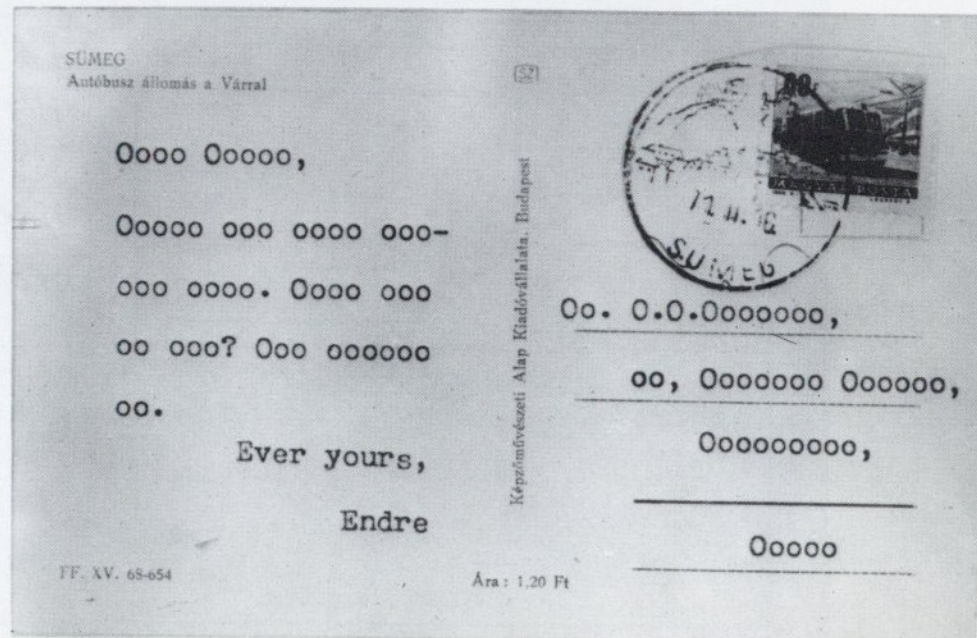 SÜMEG
Autóbusz állomás a Várral
Oooo Ooooo,
Ooooo ooo oooo ooo-
ooo oooo. Oooo ooo
oo ooo? Ooo oooooo
oo.
Ever yours,
Endre
FF. XV. 68-654
Ára: 1,20 Ft
Képzőművészeti Alap Kiadóvállalata, Budapest
SZ
MAGYAR POSTA
SÜMEG
Oo. O.O.Ooooooo,
oo, Ooooooo Oooooo,
Ooooooooo,
Ooooo